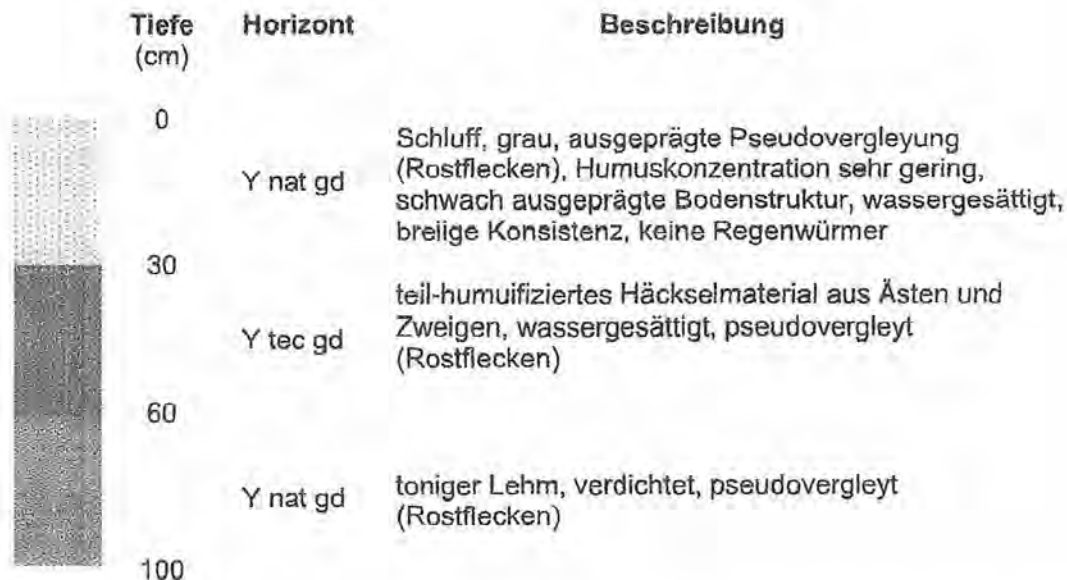 Tiefe Horizont Beschreibung
(cm)
0
Schluff, grau, ausgeprägte Pseudovergleyung
(Rostflecken), Humuskonzentration sehr gering,
Y nat gd
schwach ausgeprägte Bodenstruktur, wassergesättigt,
breiige Konsistenz, keine Regenwürmer
30
teil-humuifiziertes Häckselmaterial aus Ästen und
Zweigen, wassergesättigt, pseudovergleyt
Y tec gd
(Rostflecken)
60
toniger Lehm, verdichtet, pseudovergleyt
Y nat gd
(Rostflecken)
100